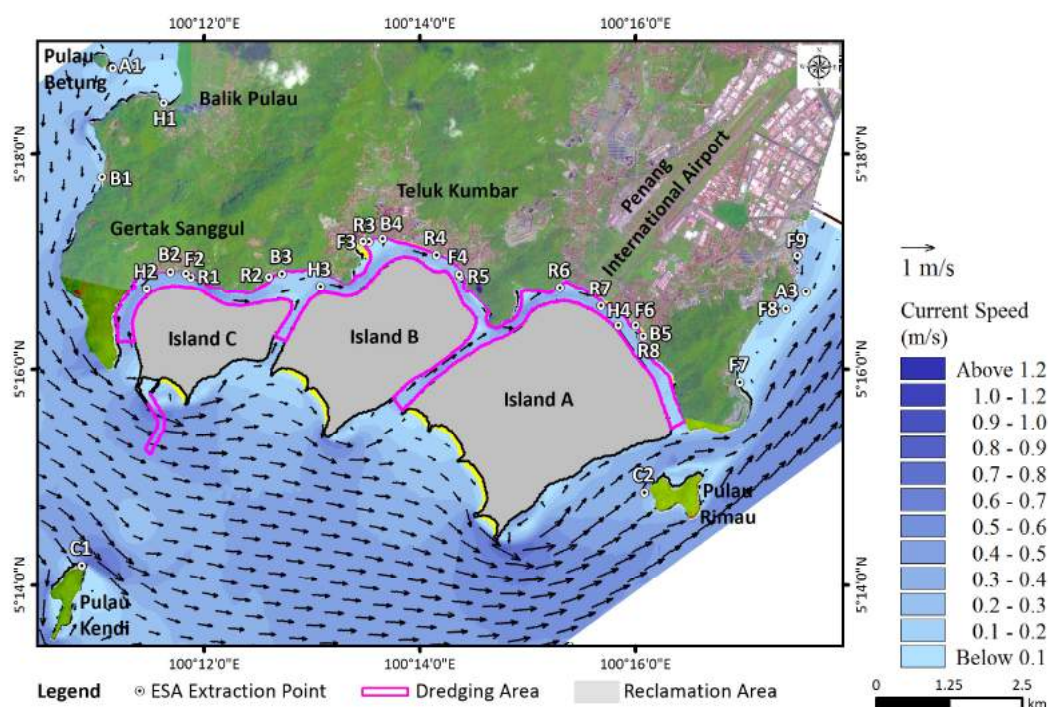 100°12'0"E
100°14'0"E
100°16'0"E
Pulau
Betung
A1
Balik Pulau
H1
5°18'0"N
5°18'0"N
B1
Penang
International Airport
Teluk Kumbar
Gertak Sanggul
R3
B4
F3
R4
F9
B2
F2
B3
F4
H2
R1
R2
H3
R5
R6
A3
R7
F8
H4
F6
B5
R8
1 m/s
Current Speed
(m/s)
Island C
Island B
Island A
5°16'0"N
5°16'0"N
F7
Above 1.2
1.0 - 1.2
0.9 - 1.0
0.8 - 0.9
0.7 - 0.8
0.6 - 0.7
0.5 - 0.6
0.4 - 0.5
0.3 - 0.4
0.2 - 0.3
0.1 - 0.2
Below 0.1
C2
Pulau
Rimau
C1
5°14'0"N
5°14'0"N
Pulau
Kendi
100°12'0"E
100°14'0"E
100°16'0"E
Legend
ESA Extraction Point
Dredging Area
Reclamation Area
0
1.25
2.5
km